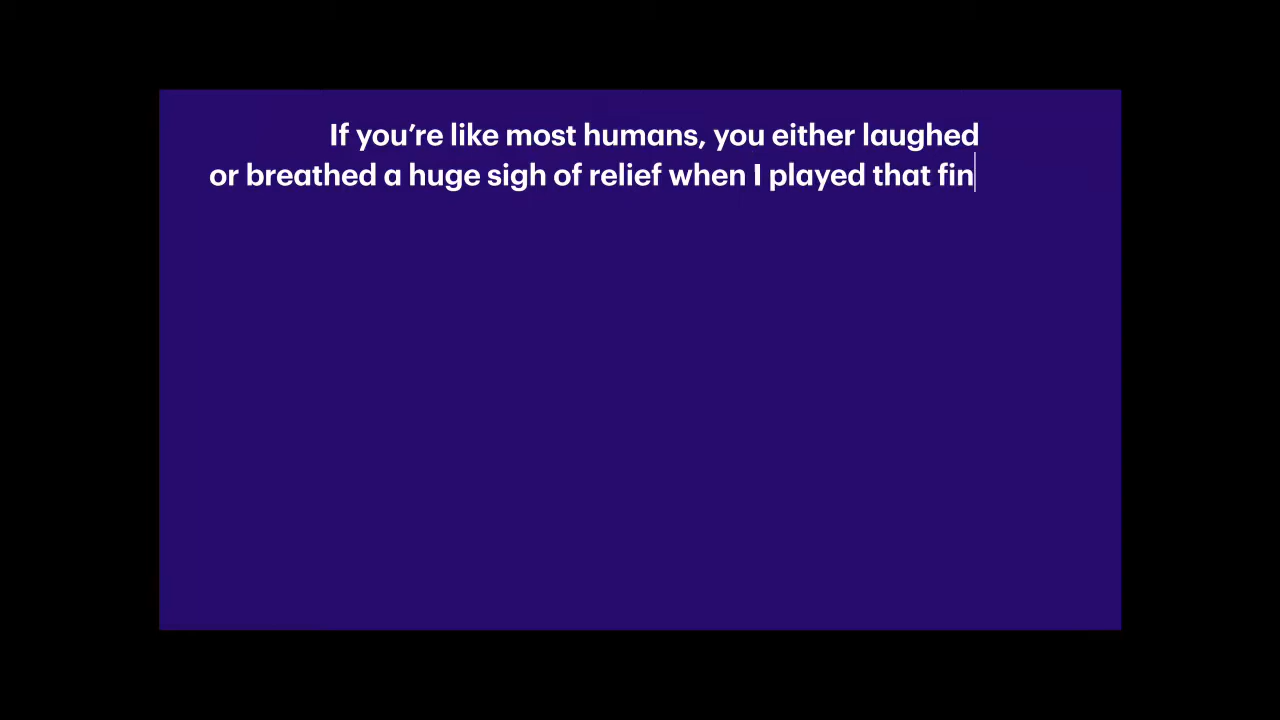 If you’re like most humans, you either laughed
or breathed a huge sigh of relief when I played that fin